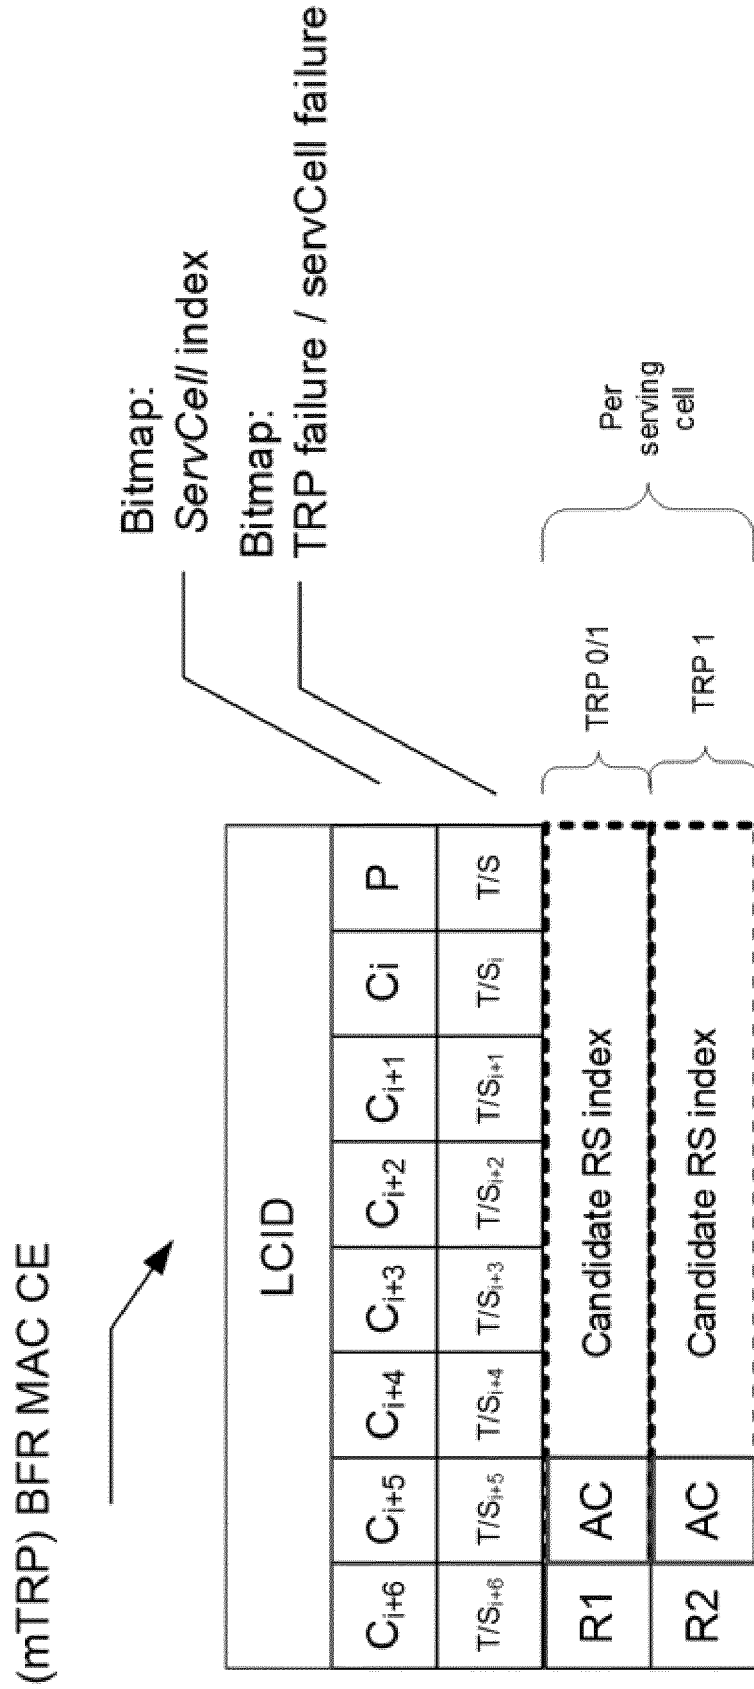 (mTRP) BFR MAC CE
Bitmap:
ServCell index
Bitmap:
TRP failure / servCell failure
LCID
Ci+6 Ci+5 Ci+4 Ci+3 Ci+2 Ci+1 Ci P
T/Si+6 T/Si+5 T/Si+4 T/Si+3 T/Si+2 T/Si+1 T/Si T/S
R1 AC Candidate RS index TRP 0/1
R2 AC Candidate RS index TRP 1
Per
serving
cell